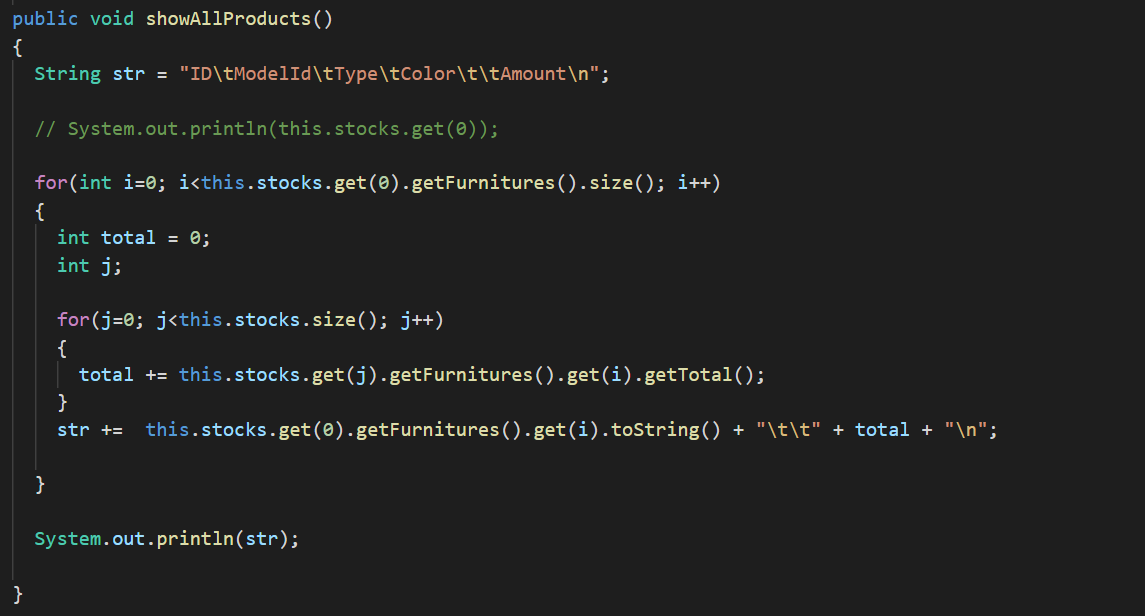 public void showAllProducts()
{
String str = "ID\tModelId\tType\tColor\t\tAmount\n";
// System.out.println(this.stocks.get(0));
for(int i=0; i<this.stocks.get(0).getFurnitures().size(); i++)
{
int total = 0;
int j;
for(j=0; j<this.stocks.size(); j++)
{
total += this.stocks.get(j).getFurnitures().get(i).getTotal();
}
str +=  this.stocks.get(0).getFurnitures().get(i).toString() + "\t\t" + total + "\n";
}
System.out.println(str);
}